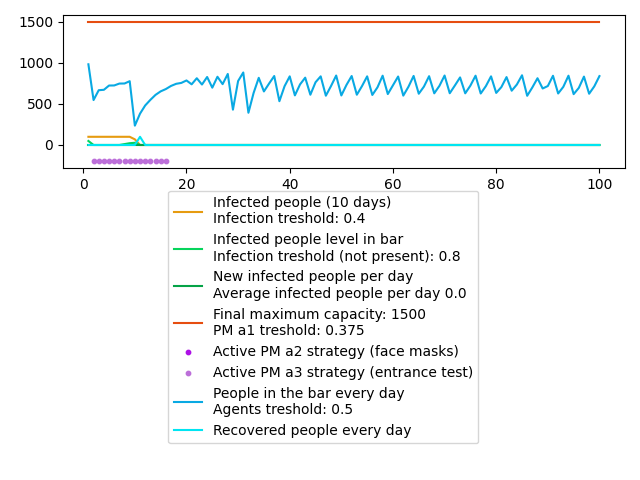 1500
1000
500
0
0 20 40 60 80 100
Infected people (10 days)
Infection treshold: 0.4
Infected people level in bar
Infection treshold (not present): 0.8
New infected people per day
Average infected people per day 0.0
Final maximum capacity: 1500
PM a1 treshold: 0.375
Active PM a2 strategy (face masks)
Active PM a3 strategy (entrance test)
People in the bar every day
Agents treshold: 0.5
Recovered people every day